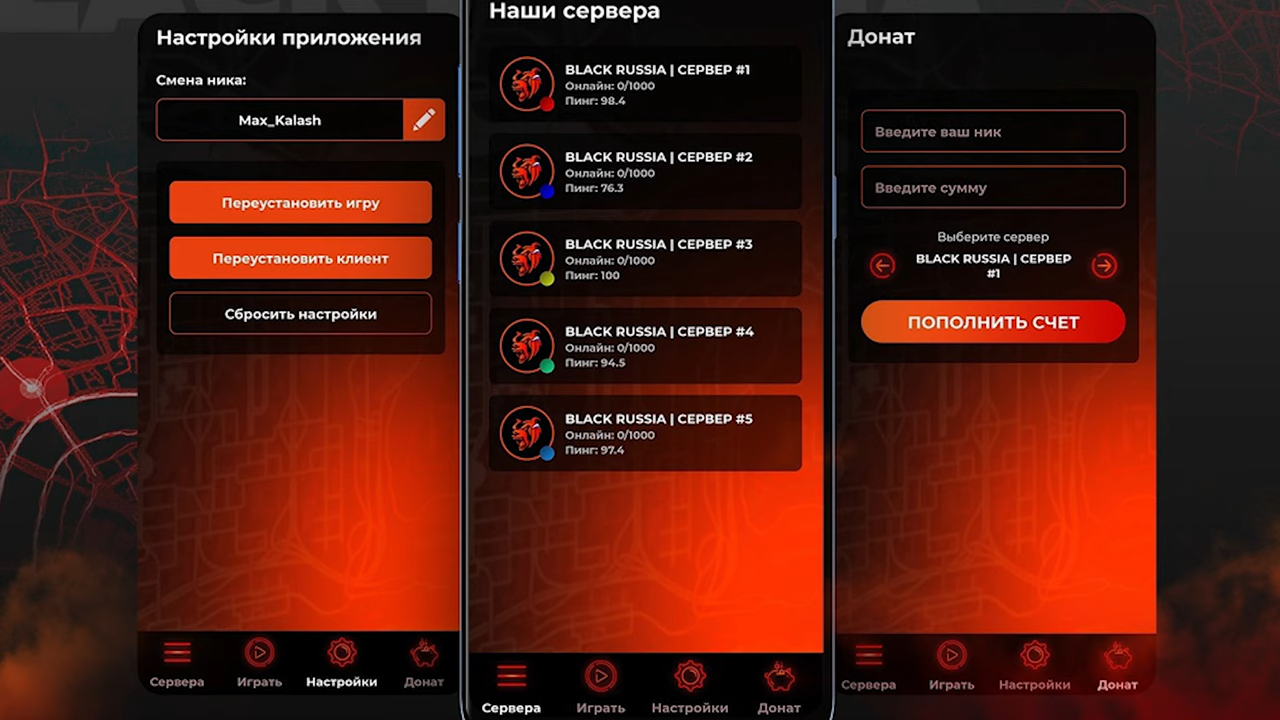 Настройки приложения
Смена ника:
Max_Kalash
Переустановить игру
Переустановить клиент
Сбросить настройки
Сервера
Играть
Настройки
Донат
Наши сервера
BLACK RUSSIA | СЕРВЕР #1
Онлайн: 0/1000
Пинг: 98.4
BLACK RUSSIA | СЕРВЕР #2
Онлайн: 0/1000
Пинг: 76.3
BLACK RUSSIA | СЕРВЕР #3
Онлайн: 0/1000
Пинг: 100
BLACK RUSSIA | СЕРВЕР #4
Онлайн: 0/1000
Пинг: 94.5
BLACK RUSSIA | СЕРВЕР #5
Онлайн: 0/1000
Пинг: 97.4
Сервера
Играть
Настройки
Донат
Донат
Введите ваш ник
Введите сумму
Выберите сервер
BLACK RUSSIA | СЕРВЕР
#1
ПОПОЛНИТЬ СЧЕТ
Сервера
Играть
Настройки
Донат